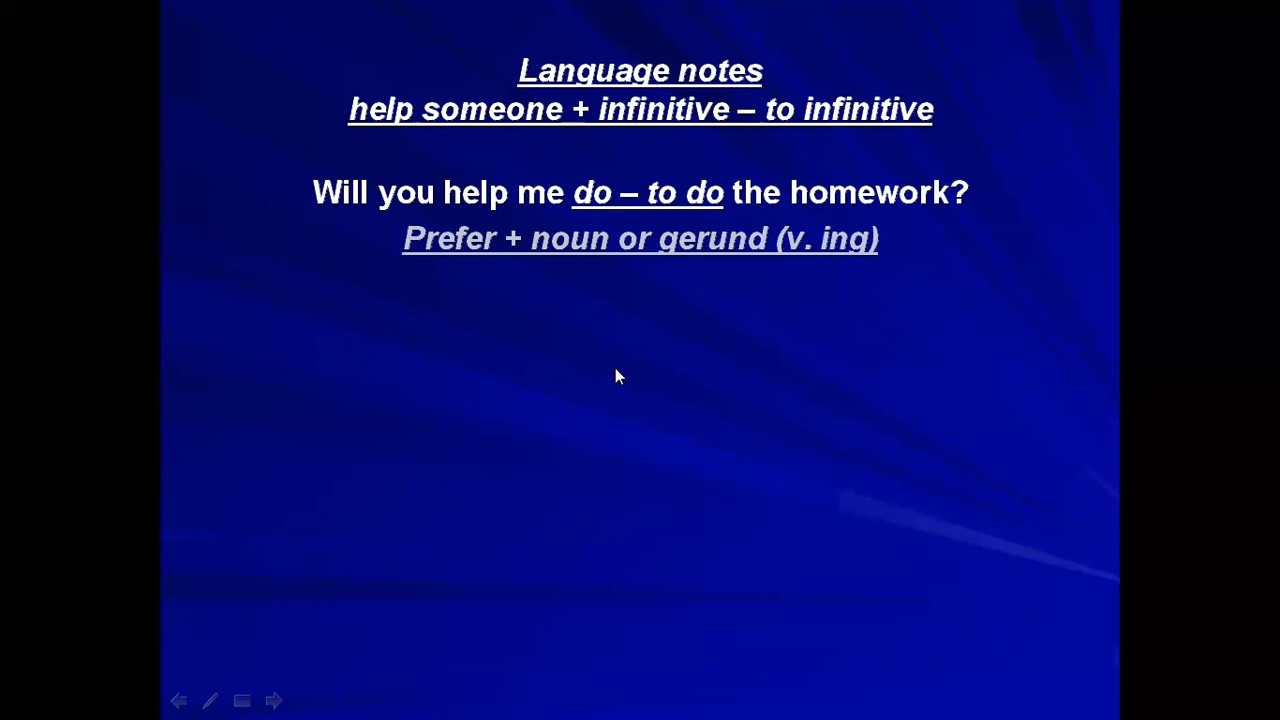 Language notes
help someone + infinitive – to infinitive
Will you help me do – to do the homework?
Prefer + noun or gerund (v. ing)